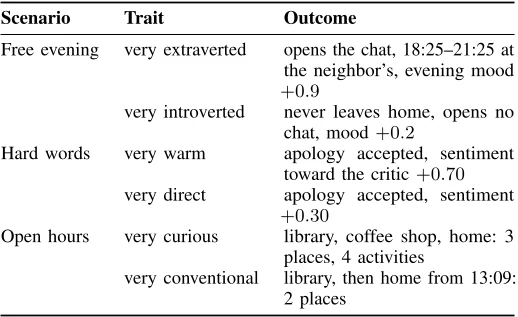 Scenario Trait Outcome
Free evening very extraverted opens the chat, 18:25–21:25 at
the neighbor's, evening mood
+0.9
very introverted never leaves home, opens no
chat, mood +0.2
Hard words very warm apology accepted, sentiment
toward the critic +0.70
very direct apology accepted, sentiment
+0.30
Open hours very curious library, coffee shop, home: 3
places, 4 activities
very conventional library, then home from 13:09:
2 places